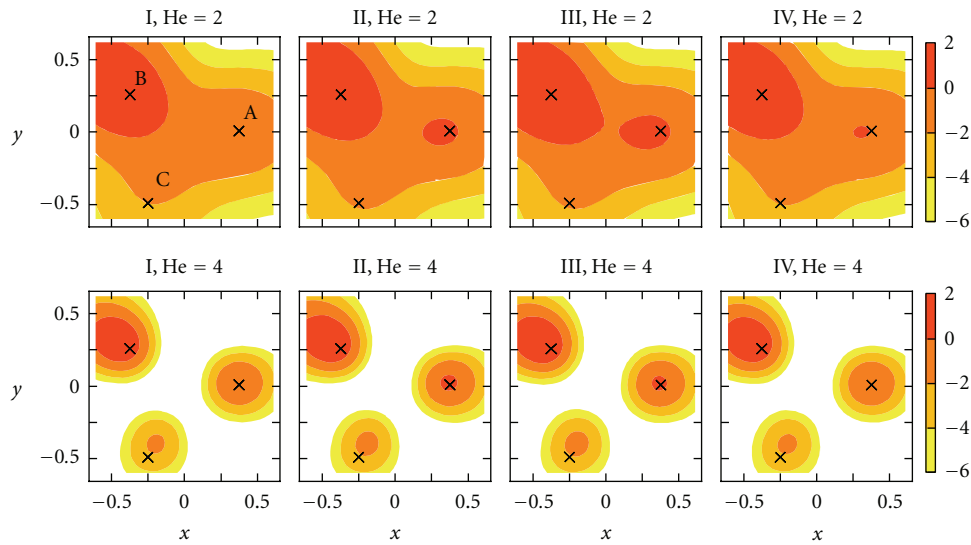 I, He = 2
II, He = 2
III, He = 2
IV, He = 2
0.5
0
−0.5
y
B
A
C
2
0
−2
−4
−6
I, He = 4
II, He = 4
III, He = 4
IV, He = 4
0.5
0
−0.5
y
2
0
−2
−4
−6
−0.5 0 0.5
−0.5 0 0.5
−0.5 0 0.5
−0.5 0 0.5
x
x
x
x